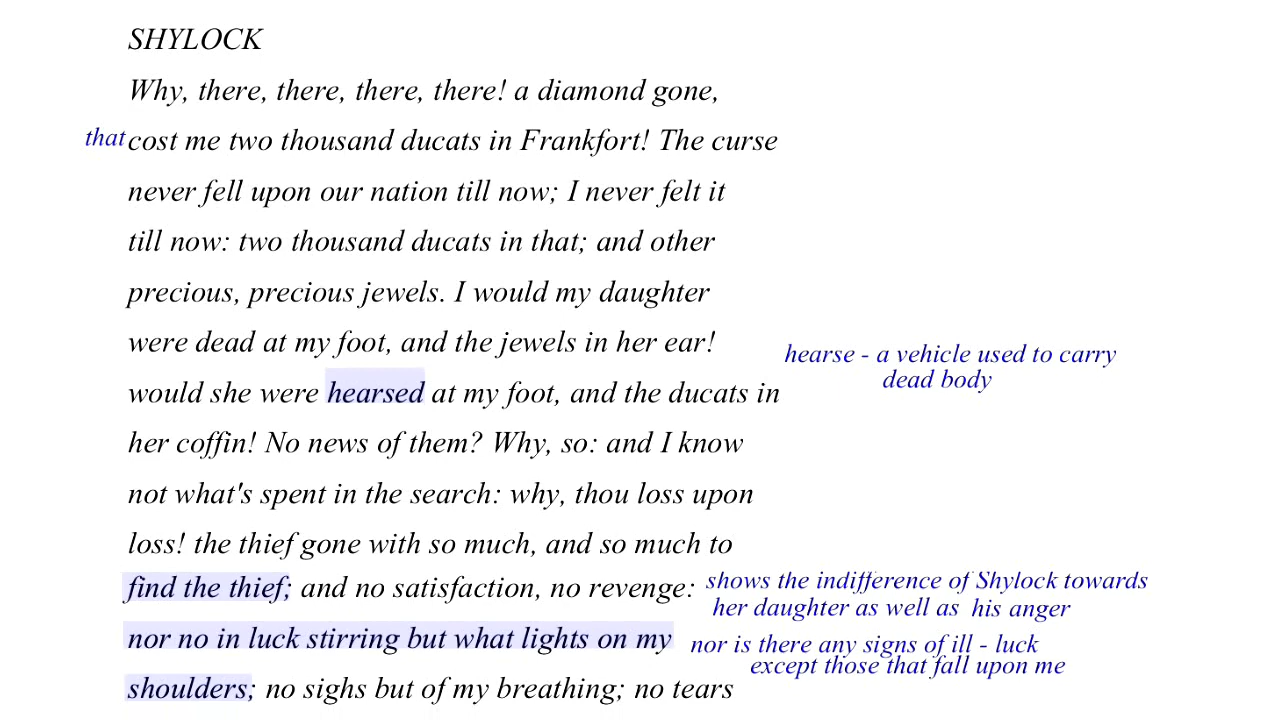 SHYLOCK
Why, there, there, there, there! a diamond gone,
that cost me two thousand ducats in Frankfort! The curse
never fell upon our nation till now; I never felt it
till now: two thousand ducats in that; and other
precious, precious jewels. I would my daughter
were dead at my foot, and the jewels in her ear!
hearse - a vehicle used to carry
dead body
would she were hearsed at my foot, and the ducats in
her coffin! No news of them? Why, so: and I know
not what's spent in the search: why, thou loss upon
loss! the thief gone with so much, and so much to
find the thief; and no satisfaction, no revenge:
shows the indifference of Shylock towards
her daughter as well as his anger
nor no in luck stirring but what lights on my
nor is there any signs of ill - luck
except those that fall upon me
shoulders; no sighs but of my breathing; no tears